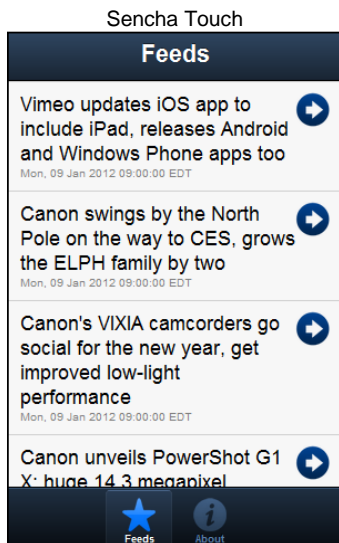 Sencha Touch
Feeds
Vimeo updates iOS app to
include iPad, releases Android
and Windows Phone apps too
Mon, 09 Jan 2012 09:00:00 EDT
Canon swings by the North
Pole on the way to CES, grows
the ELPH family by two
Mon, 09 Jan 2012 09:00:00 EDT
Canon's VIXIA camcorders go
social for the new year, get
improved low-light
performance
Mon, 09 Jan 2012 09:00:00 EDT
Canon unveils PowerShot G1
X: huge 14.3 megapixel
Feeds
About